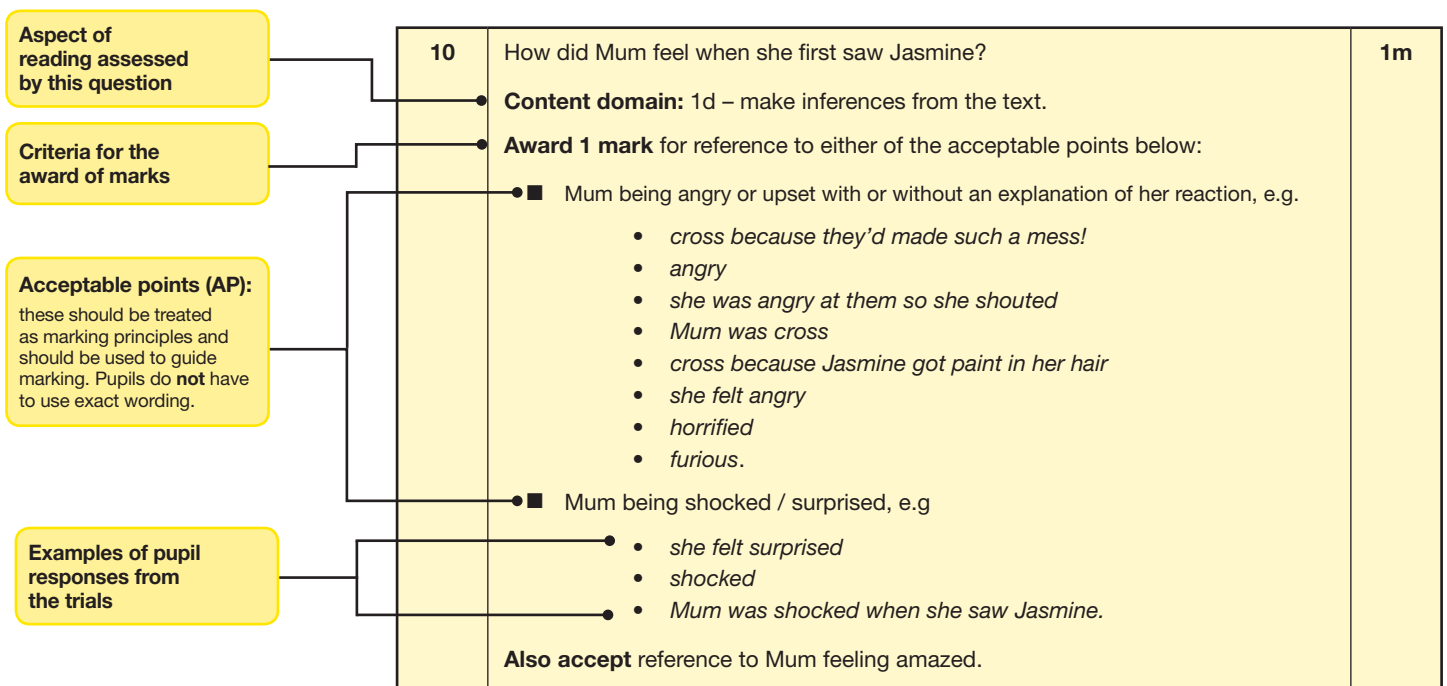 Aspect of
reading assessed
by this question
Criteria for the
award of marks
Acceptable points (AP):
these should be treated
as marking principles and
should be used to guide
marking. Pupils do not have
to use exact wording.
Examples of pupil
responses from
the trials
10 How did Mum feel when she first saw Jasmine? 1m
Content domain: 1d – make inferences from the text.
Award 1 mark for reference to either of the acceptable points below:
■ Mum being angry or upset with or without an explanation of her reaction, e.g.
• cross because they'd made such a mess!
• angry
• she was angry at them so she shouted
• Mum was cross
• cross because Jasmine got paint in her hair
• she felt angry
• horrified
• furious.
■ Mum being shocked / surprised, e.g
• she felt surprised
• shocked
• Mum was shocked when she saw Jasmine.
Also accept reference to Mum feeling amazed.